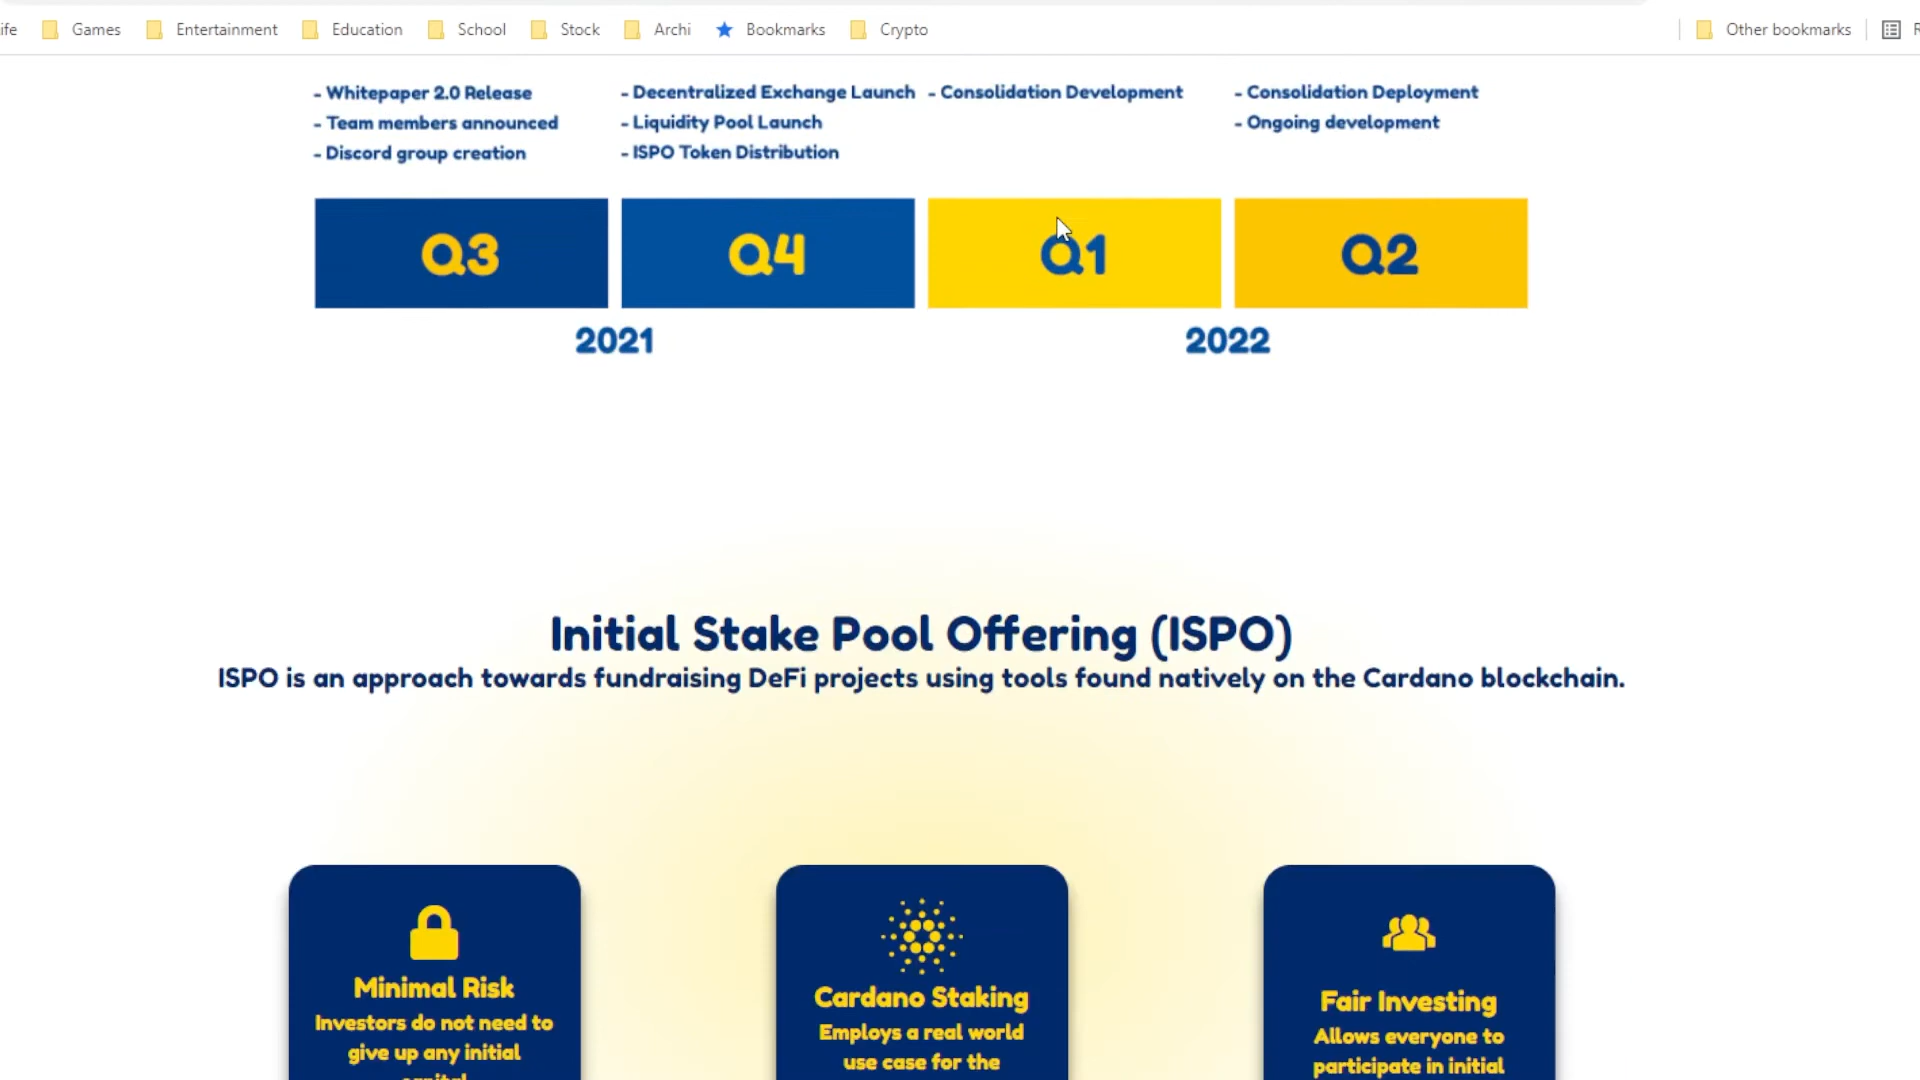 ife Games Entertainment Education School Stock Archi Bookmarks Crypto Other bookmarks
- Whitepaper 2.0 Release
- Team members announced
- Discord group creation
- Decentralized Exchange Launch
- Liquidity Pool Launch
- ISPO Token Distribution
- Consolidation Development
- Consolidation Deployment
- Ongoing development
Q3 Q4 Q1 Q2
2021 2022
Initial Stake Pool Offering (ISPO)
ISPO is an approach towards fundraising DeFi projects using tools found natively on the Cardano blockchain.
Minimal Risk
Investors do not need to
give up any initial
Cardano Staking
Employs a real world
use case for the
Fair Investing
Allows everyone to
participate in initial